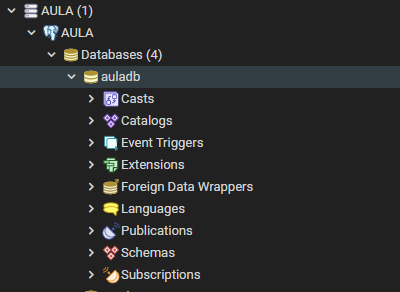 AULA (1)
AULA
Databases (4)
auladb
Casts
Catalogs
Event Triggers
Extensions
Foreign Data Wrappers
Languages
Publications
Schemas
Subscriptions